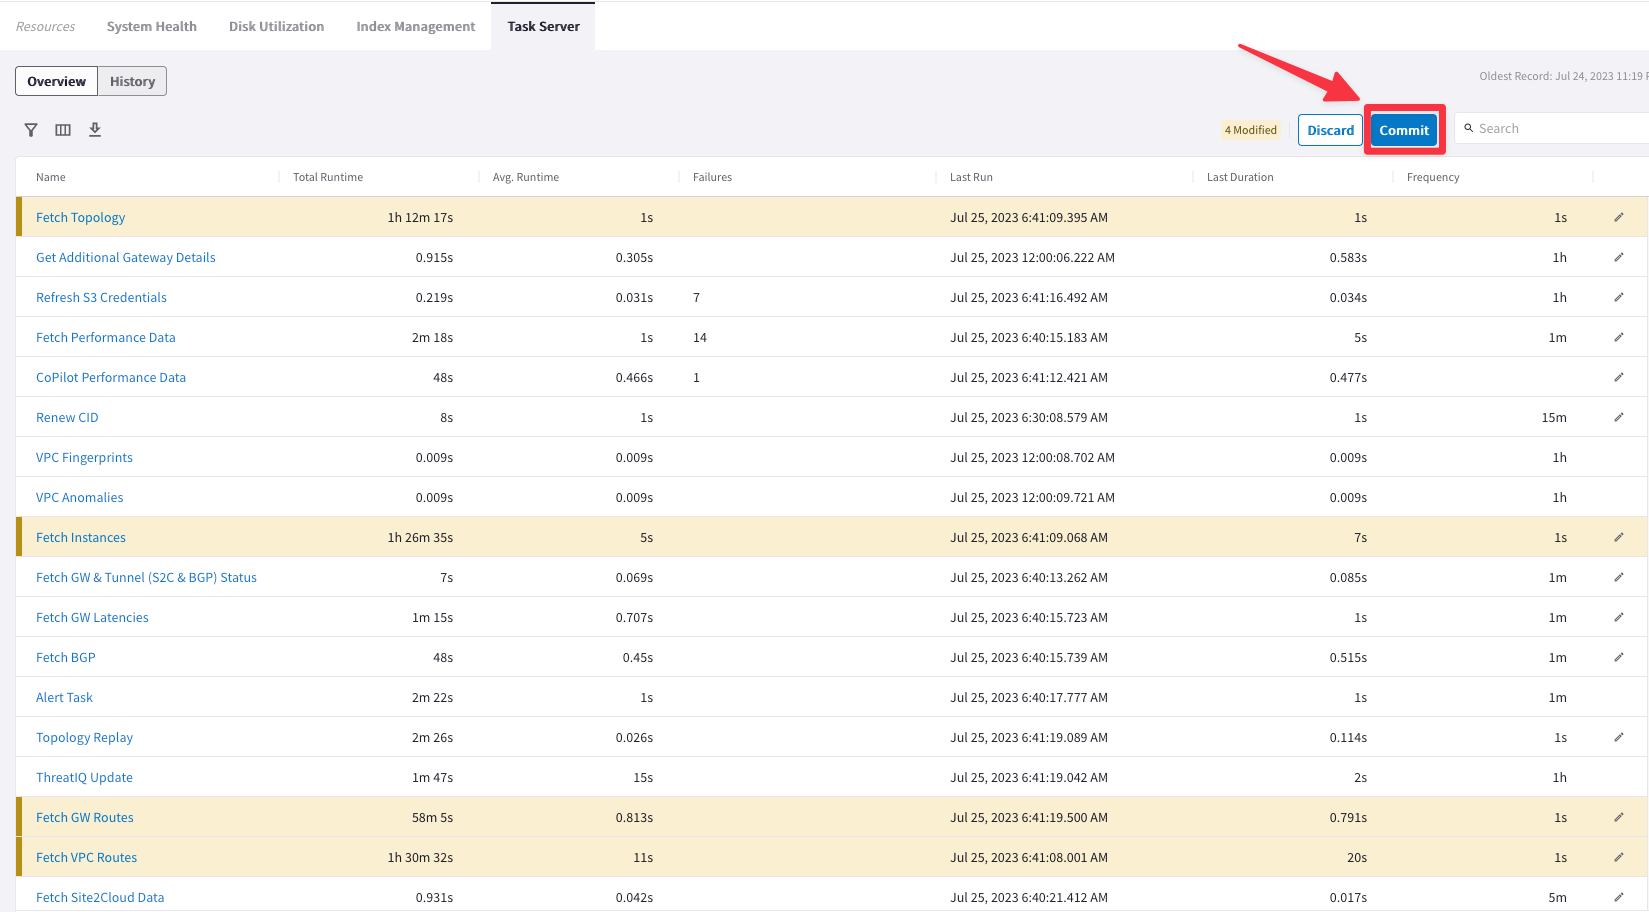 Resources System Health Disk Utilization Index Management Task Server
Overview History
Oldest Record: Jul 24, 2023 11:19
4 Modified Discard Commit Search
Name Total Runtime Avg. Runtime Failures Last Run Last Duration Frequency
Fetch Topology 1h 12m 17s 1s Jul 25, 2023 6:41:09.395 AM 1s 1s
Get Additional Gateway Details 0.915s 0.305s Jul 25, 2023 12:00:06.222 AM 0.583s 1h
Refresh S3 Credentials 0.219s 0.031s 7 Jul 25, 2023 6:41:16.492 AM 0.034s 1h
Fetch Performance Data 2m 18s 1s 14 Jul 25, 2023 6:40:15.183 AM 5s 1m
CoPilot Performance Data 48s 0.466s 1 Jul 25, 2023 6:41:12.421 AM 0.477s
Renew CID 8s 1s Jul 25, 2023 6:30:08.579 AM 1s 15m
VPC Fingerprints 0.009s 0.009s Jul 25, 2023 12:00:08.702 AM 0.009s 1h
VPC Anomalies 0.009s 0.009s Jul 25, 2023 12:00:09.721 AM 0.009s 1h
Fetch Instances 1h 26m 35s 5s Jul 25, 2023 6:41:09.068 AM 7s 1s
Fetch GW & Tunnel (S2C & BGP) Status 7s 0.069s Jul 25, 2023 6:40:13.262 AM 0.085s 1m
Fetch GW Latencies 1m 15s 0.707s Jul 25, 2023 6:40:15.723 AM 1s 1m
Fetch BGP 48s 0.45s Jul 25, 2023 6:40:15.739 AM 0.515s 1m
Alert Task 2m 22s 1s Jul 25, 2023 6:40:17.777 AM 1s 1m
Topology Replay 2m 26s 0.026s Jul 25, 2023 6:41:19.089 AM 0.114s 1s
ThreatIQ Update 1m 47s 15s Jul 25, 2023 6:41:19.042 AM 2s 1h
Fetch GW Routes 58m 5s 0.813s Jul 25, 2023 6:41:19.500 AM 0.791s 1s
Fetch VPC Routes 1h 30m 32s 11s Jul 25, 2023 6:41:08.001 AM 20s 1s
Fetch Site2Cloud Data 0.931s 0.042s Jul 25, 2023 6:40:21.412 AM 0.017s 5m